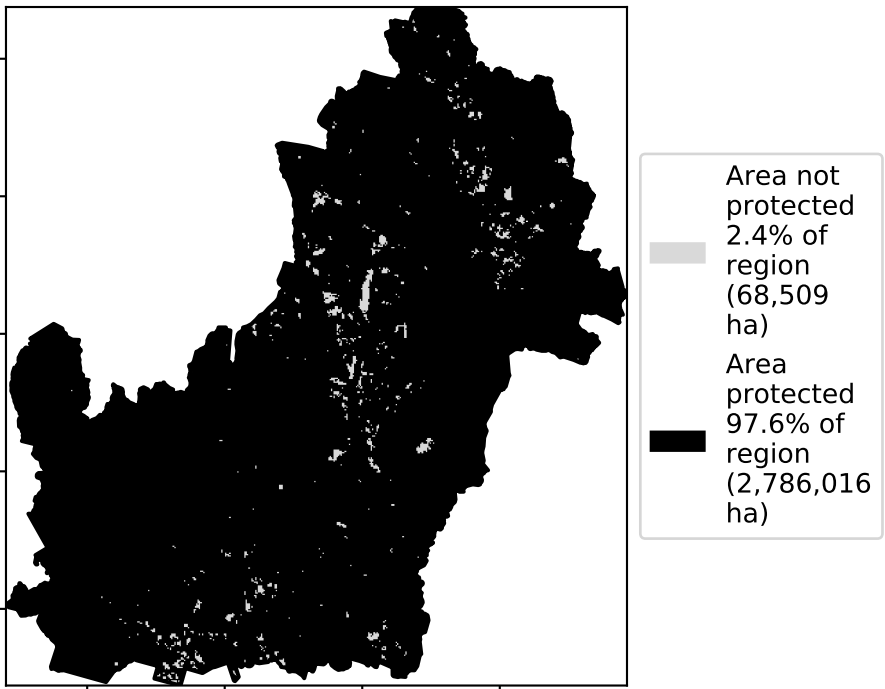 Area not
protected
2.4% of
region
(68,509
ha)
Area
protected
97.6% of
region
(2,786,016
ha)